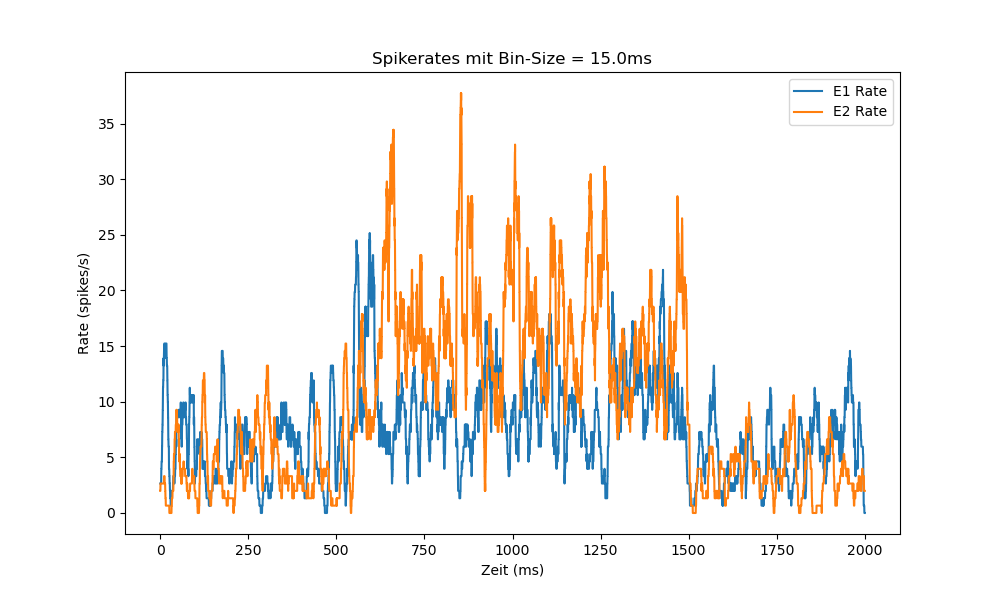 Spikerates mit Bin-Size = 15.0ms
E1 Rate
E2 Rate
Rate (spikes/s)
35
30
25
20
15
10
5
0
0 250 500 750 1000 1250 1500 1750 2000
Zeit (ms)